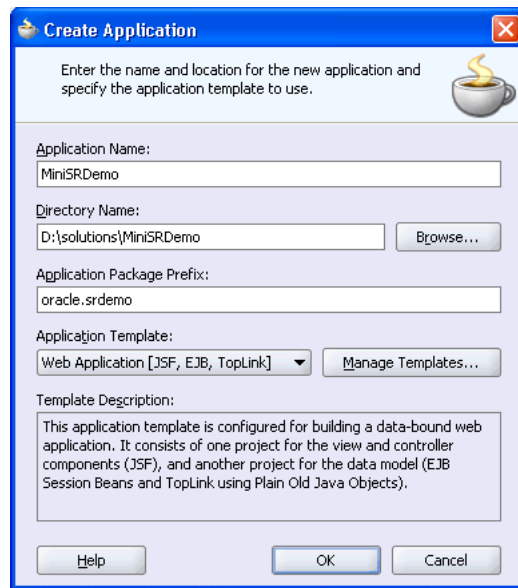 Create Application
Enter the name and location for the new application and
specify the application template to use.
Application Name:
MiniSRDemo
Directory Name:
D:\solutions\MiniSRDemo
Browse...
Application Package Prefix:
oracle.srdemo
Application Template:
Web Application [JSF, EJB, TopLink]
Manage Templates...
Template Description:
This application template is configured for building a data-bound web
application. It consists of one project for the view and controller
components (JSF), and another project for the data model (EJB
Session Beans and TopLink using Plain Old Java Objects).
Help
OK
Cancel